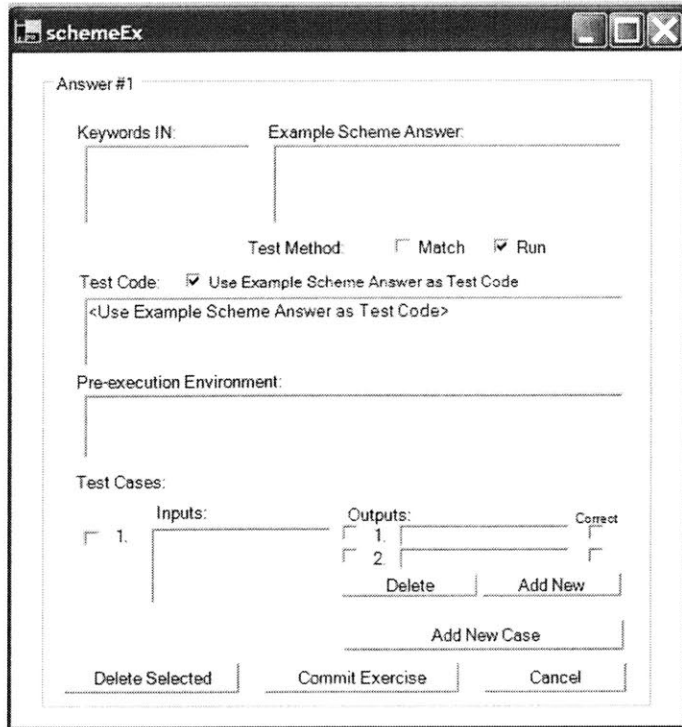 schemeEx
Answer #1
Keywords IN: Example Scheme Answer:
Test Method: Match Run
Test Code: Use Example Scheme Answer as Test Code
<Use Example Scheme Answer as Test Code>
Pre-execution Environment:
Test Cases:
Inputs: Outputs: Correct
1. 1.
2.
Delete Add New
Add New Case
Delete Selected Commit Exercise Cancel